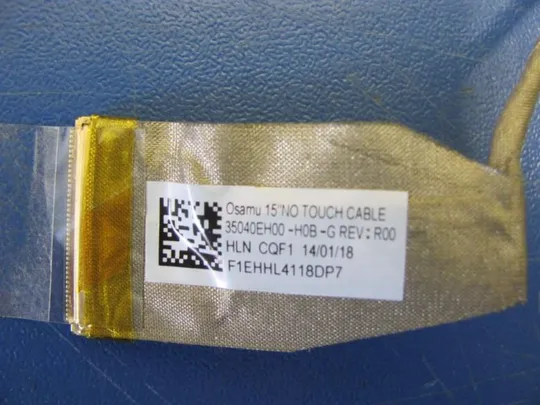 Osamu 15"NO TOUCH CABLE
35040EH00-H0B-G REV: R00
HLN CQF1 14/01/18
F1EHHL4118DP7